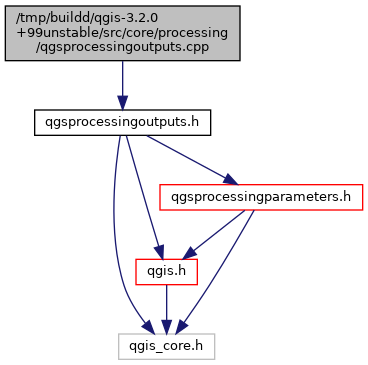 /tmp/buildd/qgis-3.2.0
+99unstable/src/core/processing
/qgsprocessingoutputs.cpp
qgsprocessingoutputs.h
qgsprocessingparameters.h
qgis.h
qgis_core.h